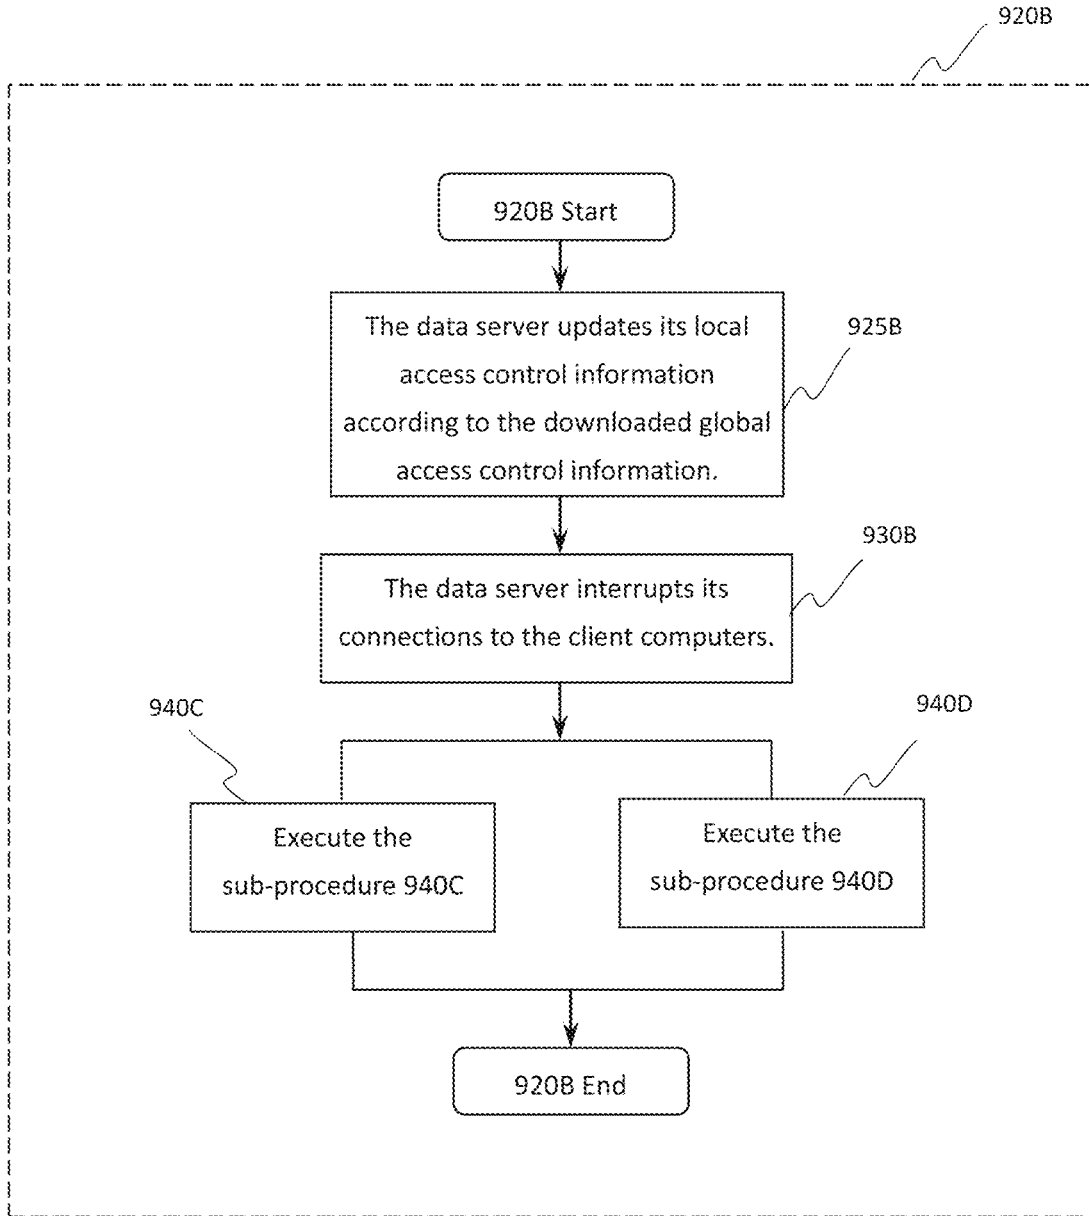 920B
920B Start
The data server updates its local
access control information
according to the downloaded global
access control information.
925B
The data server interrupts its
connections to the client computers.
930B
940C
940D
Execute the
sub-procedure 940C
Execute the
sub-procedure 940D
920B End